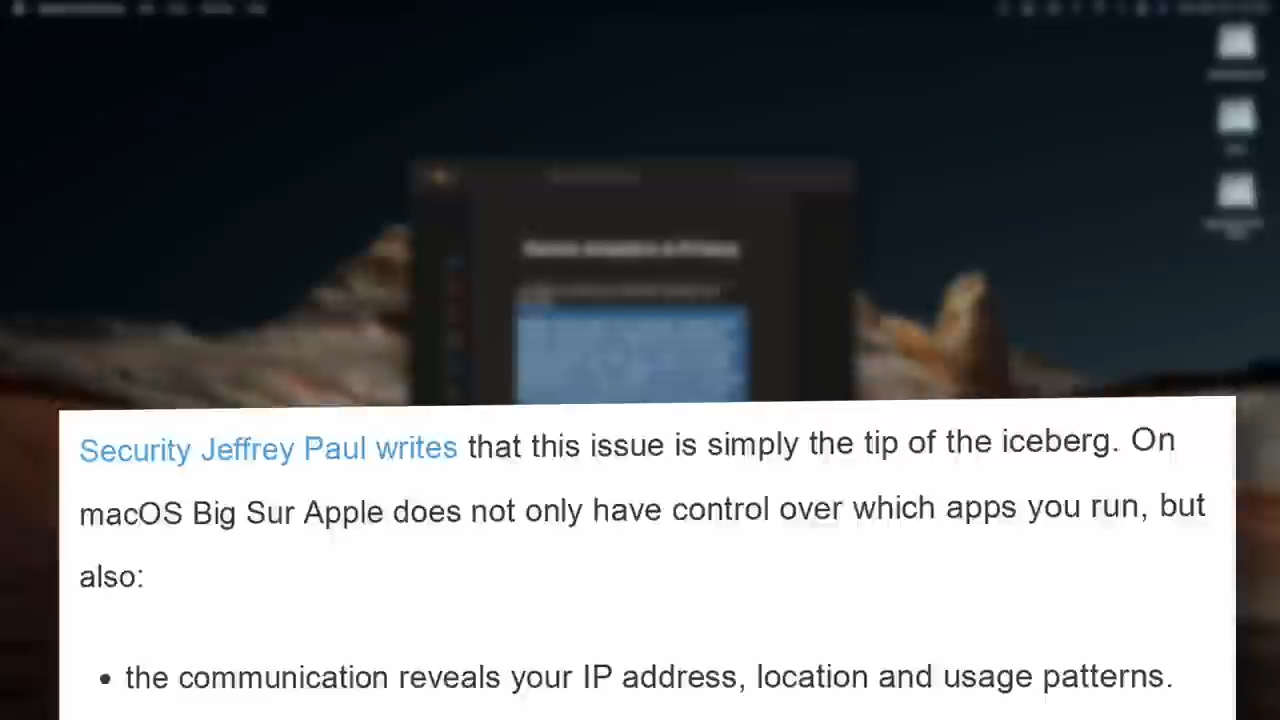 Security Jeffrey Paul writes that this issue is simply the tip of the iceberg. On
macOS Big Sur Apple does not only have control over which apps you run, but
also:
• the communication reveals your IP address, location and usage patterns.